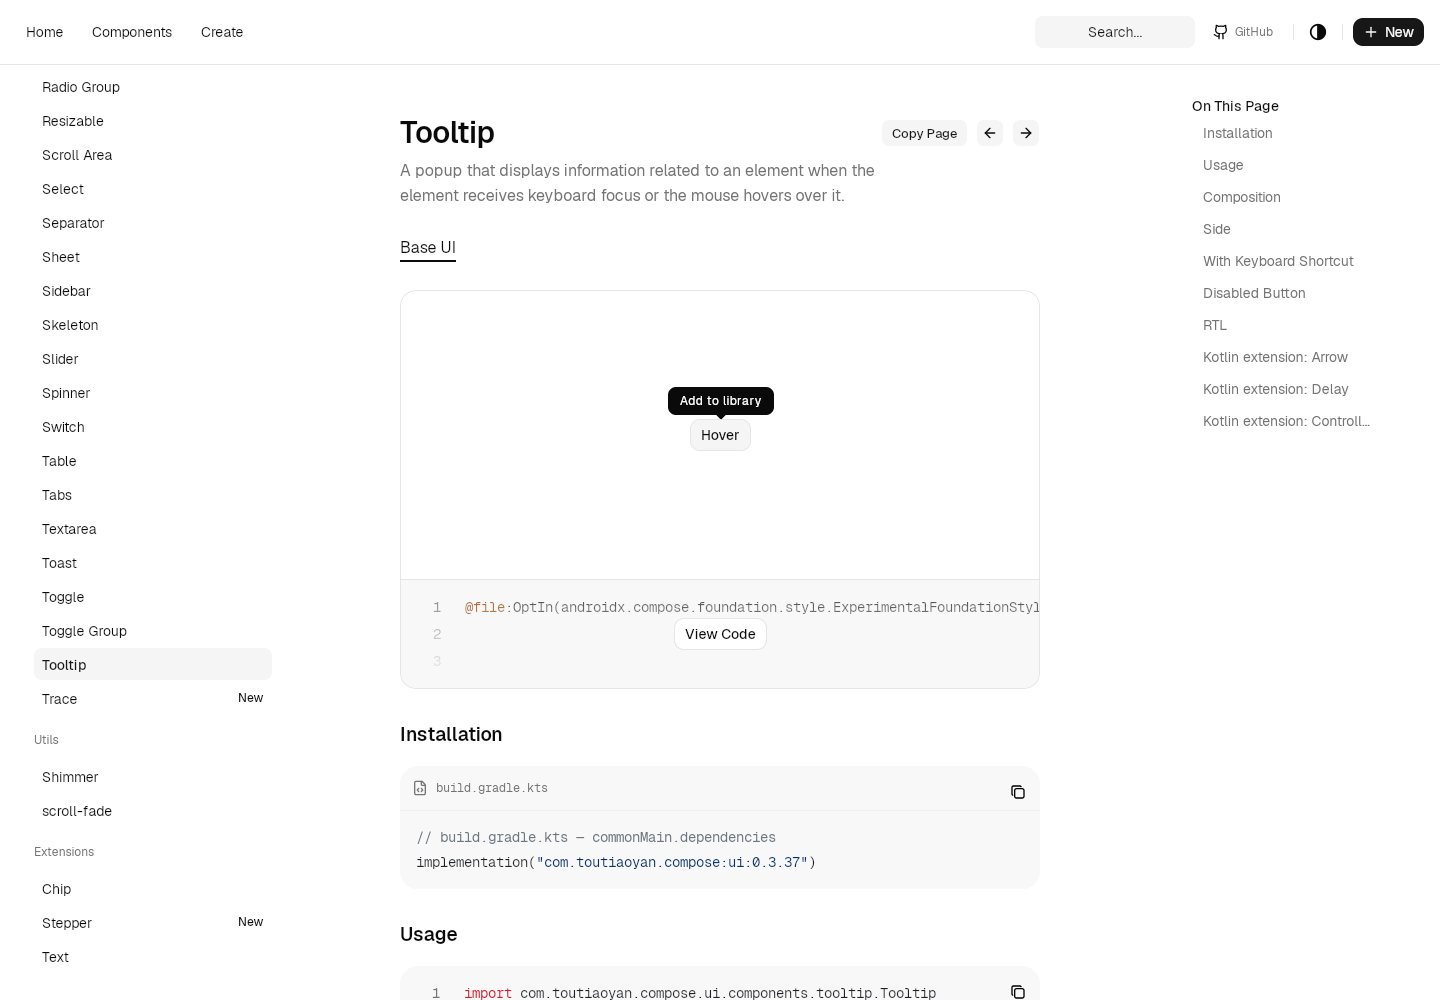 Home
Components
Create
Search...
GitHub
New
Radio Group
Resizable
Scroll Area
Select
Separator
Sheet
Sidebar
Skeleton
Slider
Spinner
Switch
Table
Tabs
Textarea
Toast
Toggle
Toggle Group
Tooltip
Trace New
Utils
Shimmer
scroll-fade
Extensions
Chip
Stepper New
Text
Tooltip
Copy Page
A popup that displays information related to an element when the
element receives keyboard focus or the mouse hovers over it.
Base UI
Add to library
Hover
1 @file:OptIn(androidx.compose.foundation.style.ExperimentalFoundationStyl
2
View Code
3
Installation
build.gradle.kts
// build.gradle.kts — commonMain.dependencies
implementation("com.toutiaoyan.compose:ui:0.3.37")
Usage
1 import com.toutiaoyan.compose.ui.components.tooltip.Tooltip
On This Page
Installation
Usage
Composition
Side
With Keyboard Shortcut
Disabled Button
RTL
Kotlin extension: Arrow
Kotlin extension: Delay
Kotlin extension: Controll...